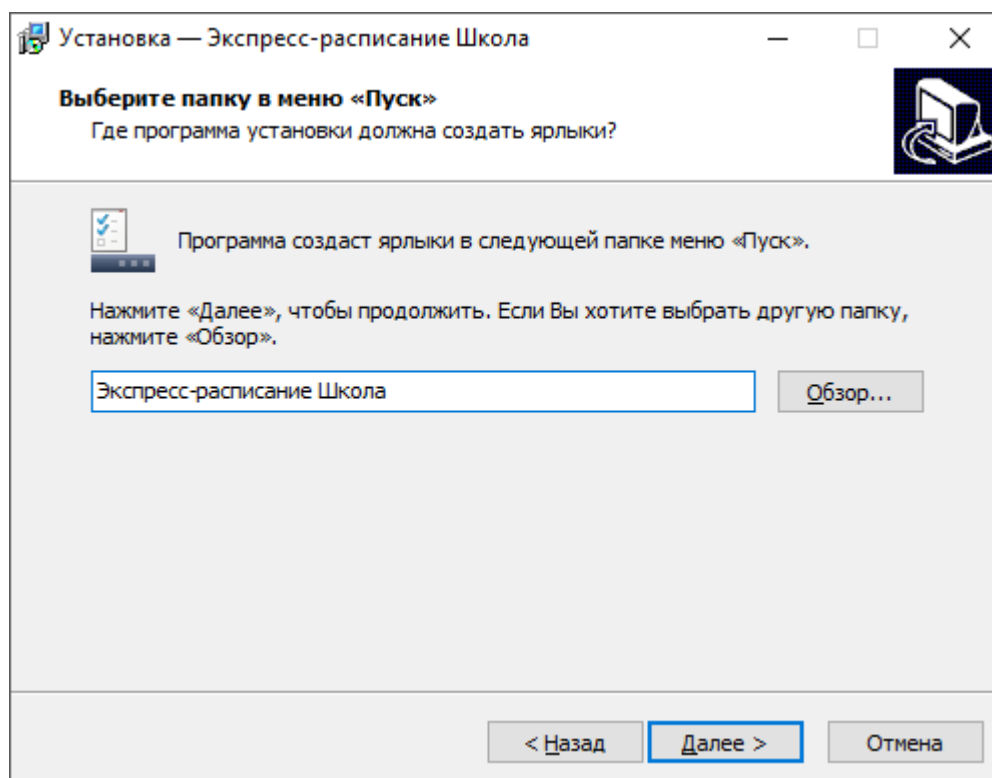 Установка — Экспресс-расписание Школа
Выберите папку в меню «Пуск»
Где программа установки должна создать ярлыки?
Программа создаст ярлыки в следующей папке меню «Пуск».
Нажмите «Далее», чтобы продолжить. Если Вы хотите выбрать другую папку,
нажмите «Обзор».
Экспресс-расписание Школа
Обзор...
< Назад
Далее >
Отмена